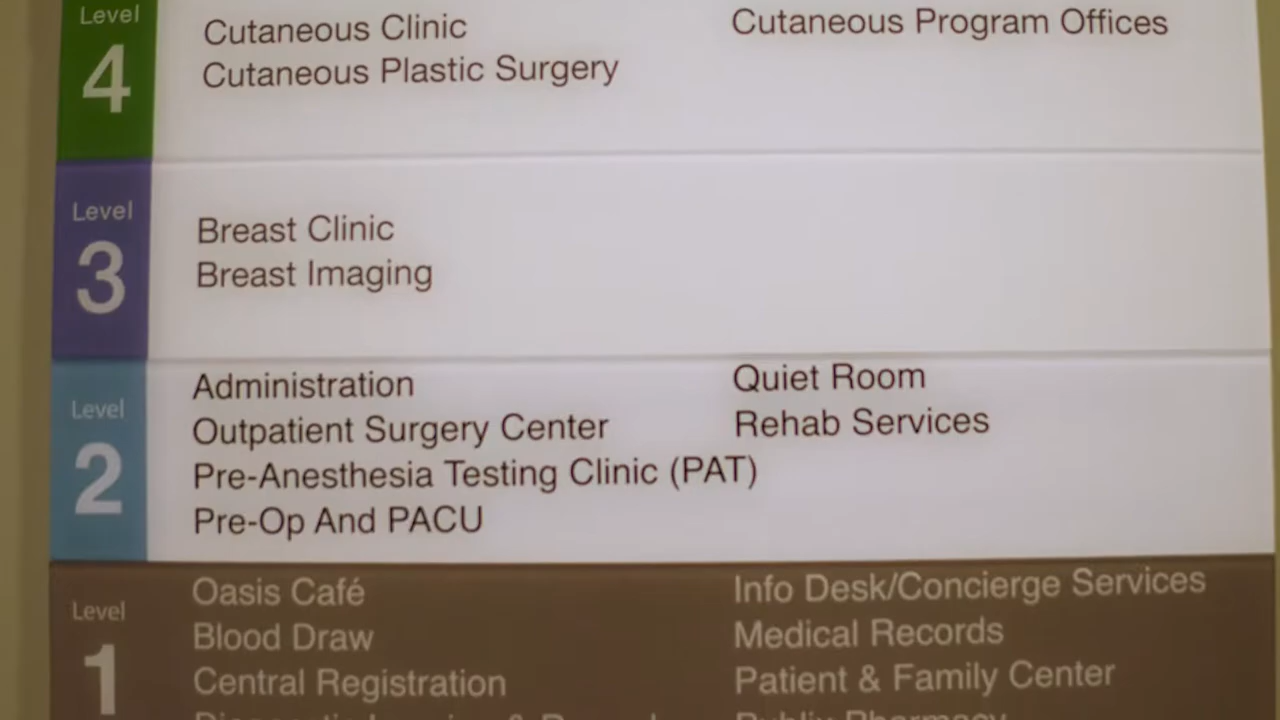 Level
4
Cutaneous Clinic
Cutaneous Plastic Surgery
Cutaneous Program Offices
Level
3
Breast Clinic
Breast Imaging
Level
2
Administration
Outpatient Surgery Center
Pre-Anesthesia Testing Clinic (PAT)
Pre-Op And PACU
Quiet Room
Rehab Services
Level
1
Oasis Café
Blood Draw
Central Registration
Info Desk/Concierge Services
Medical Records
Patient & Family Center